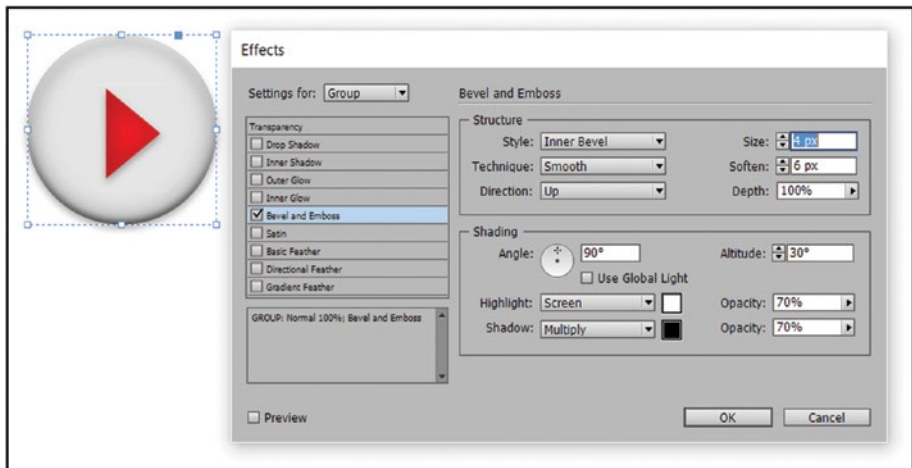 Effects
Settings for: Group
Transparency
Drop Shadow
Inner Shadow
Outer Glow
Inner Glow
Bevel and Emboss
Satin
Basic Feather
Directional Feather
Gradient Feather
GROUP: Normal 100%; Bevel and Emboss
Preview
Bevel and Emboss
Structure
Style: Inner Bevel Size: 4 px
Technique: Smooth Soften: 6 px
Direction: Up Depth: 100%
Shading
Angle: 90° Altitude: 30°
Use Global Light
Highlight: Screen Opacity: 70%
Shadow: Multiply Opacity: 70%
OK Cancel